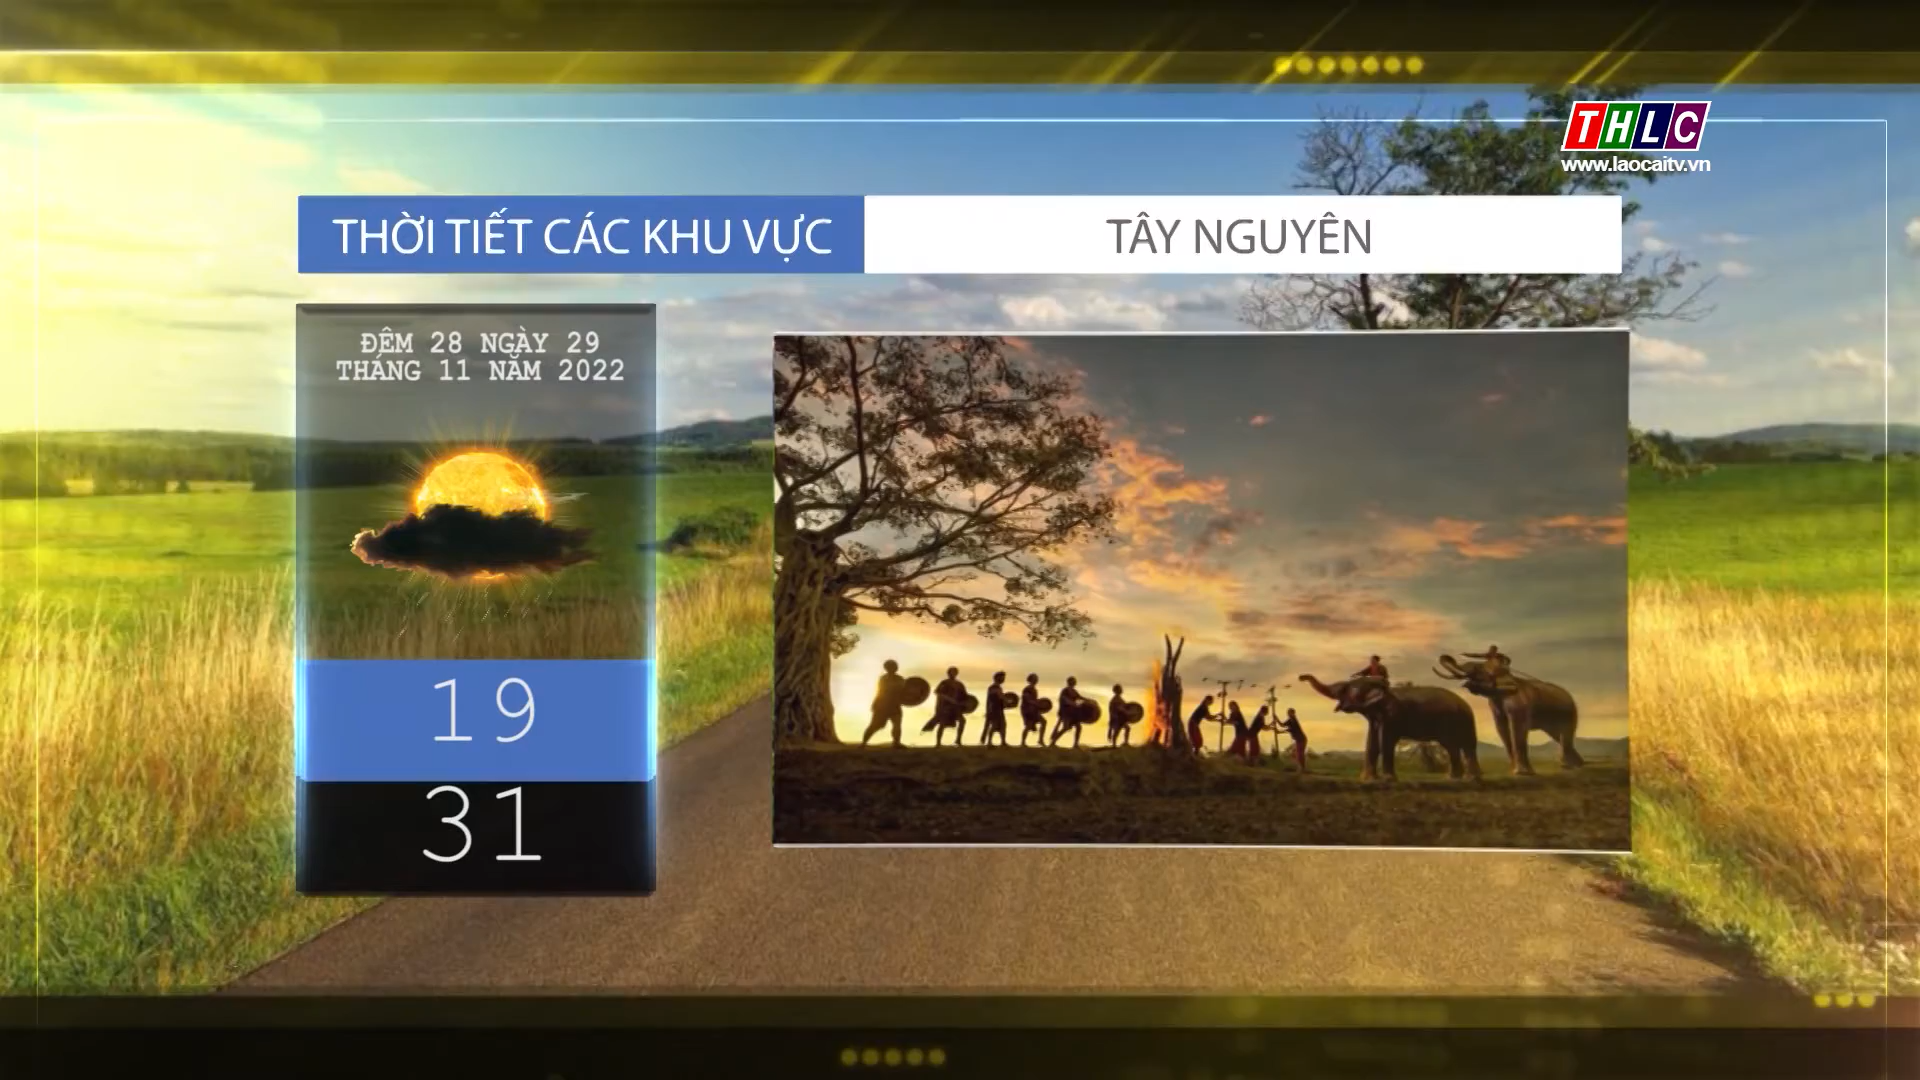 THLC
www.laocaitv.vn
THỜI TIẾT CÁC KHU VỰC
TÂY NGUYÊN
ĐÊM 28 NGÀY 29
THÁNG 11 NĂM 2022
19
31